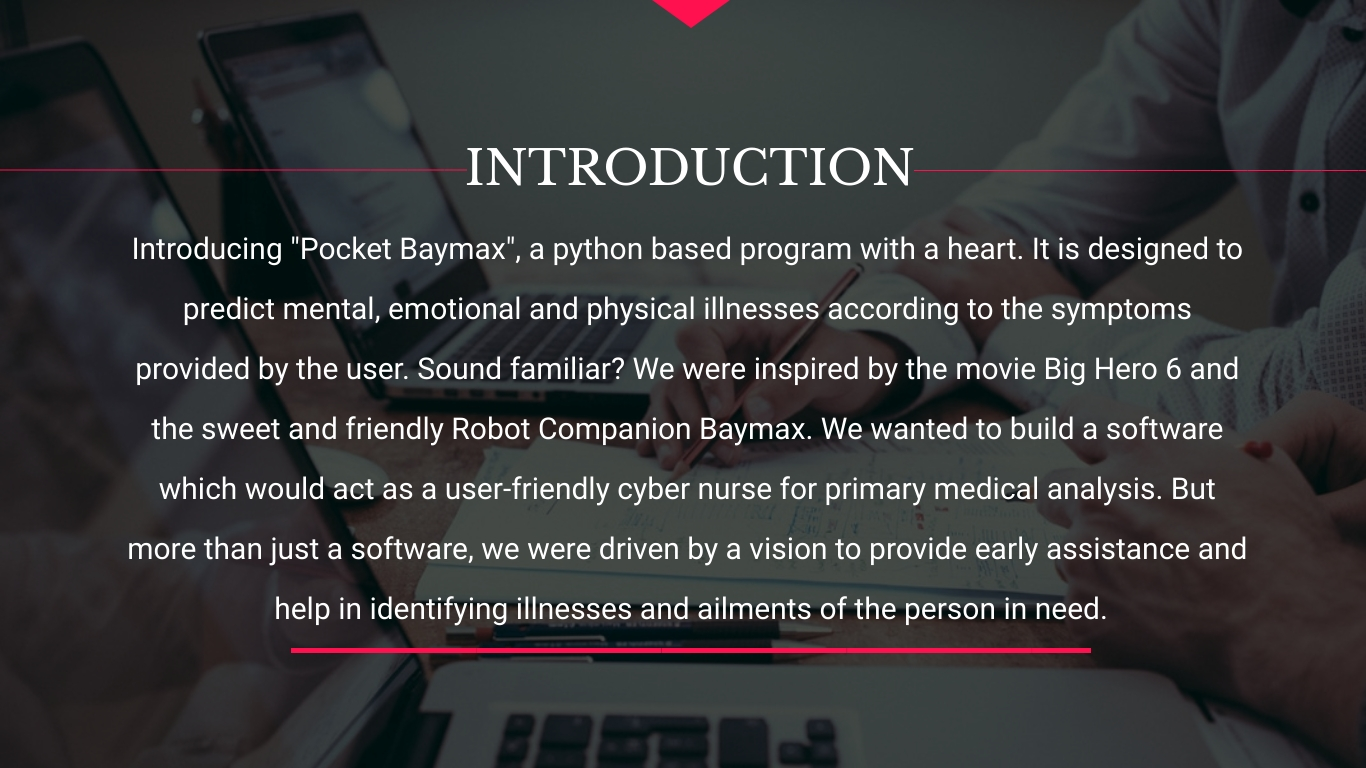 INTRODUCTION
Introducing "Pocket Baymax", a python based program with a heart. It is designed to
predict mental, emotional and physical illnesses according to the symptoms
provided by the user. Sound familiar? We were inspired by the movie Big Hero 6 and
the sweet and friendly Robot Companion Baymax. We wanted to build a software
which would act as a user-friendly cyber nurse for primary medical analysis. But
more than just a software, we were driven by a vision to provide early assistance and
help in identifying illnesses and ailments of the person in need.